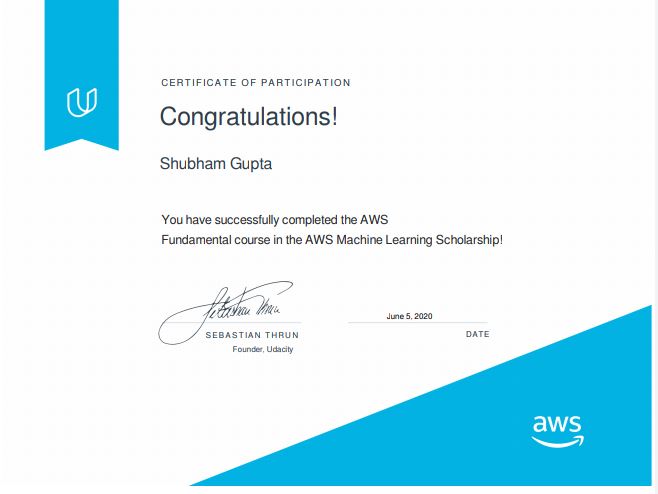 CERTIFICATE OF PARTICIPATION
Congratulations!
Shubham Gupta
You have successfully completed the AWS
Fundamental course in the AWS Machine Learning Scholarship!
Sebastian Thrun
June 5, 2020
SEBASTIAN THRUN
DATE
Founder, Udacity
aws